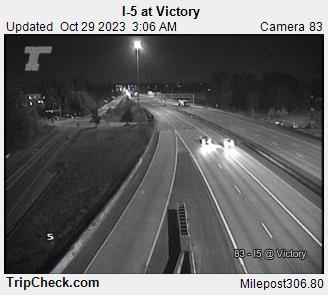 I-5 at Victory
Updated Oct 29 2023 3:06 AM Camera 83
T
S
83 - I5 @ Victory
TripCheck.com Milepost306.80